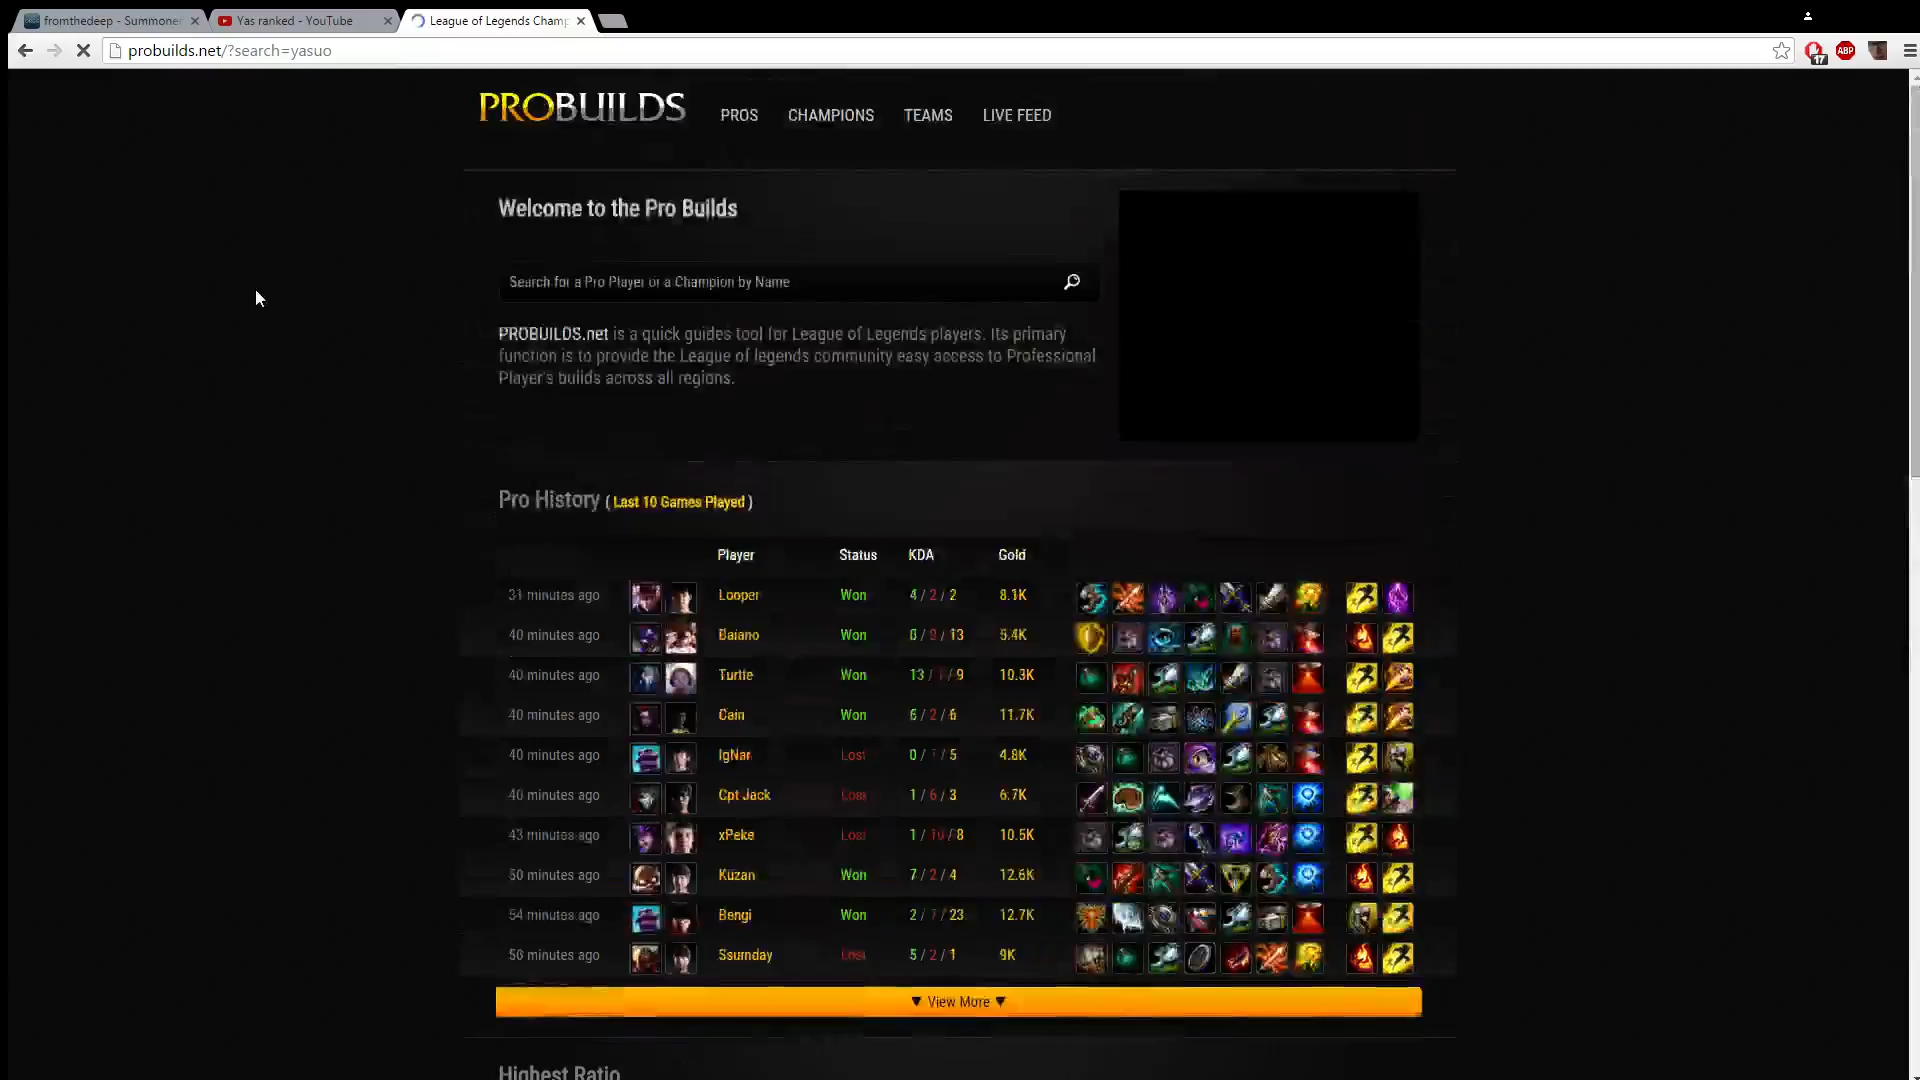 fromthedeep - Summoner
Yas ranked - YouTube
League of Legends Champ
probuilds.net/?search=yasuo
17
ABP
PROBUILDS
PROS
CHAMPIONS
TEAMS
LIVE FEED
Welcome to the Pro Builds
Search for a Pro Player or a Champion by Name
PROBUILDS.net is a quick guides tool for League of Legends players. Its primary
function is to provide the League of legends community easy access to Professional
Player's builds across all regions.
Pro History ( Last 10 Games Played )
Player Status KDA Gold
31 minutes ago Looper Won 4 / 2 / 2 8.1K
40 minutes ago Baiano Won / 13 5.4K
40 minutes ago Turtle Won 13 / / 9 10.3K
40 minutes ago Cain Won 6 / 2 / 6 11.7K
40 minutes ago IgNar Lost 0 / / 5 4.8K
40 minutes ago Cpt Jack Loss 1 / 6 / 3 6.7K
43 minutes ago xPeke Lost 1 / 10 / 8 10.5K
50 minutes ago Kuzan Won 7 / 2 / 4 12.6K
54 minutes ago Bengi Won 2 / / 23 12.7K
56 minutes ago Ssumday Lost 5 / 2 / 1 9K
▼ View More ▼
Highest Ratio